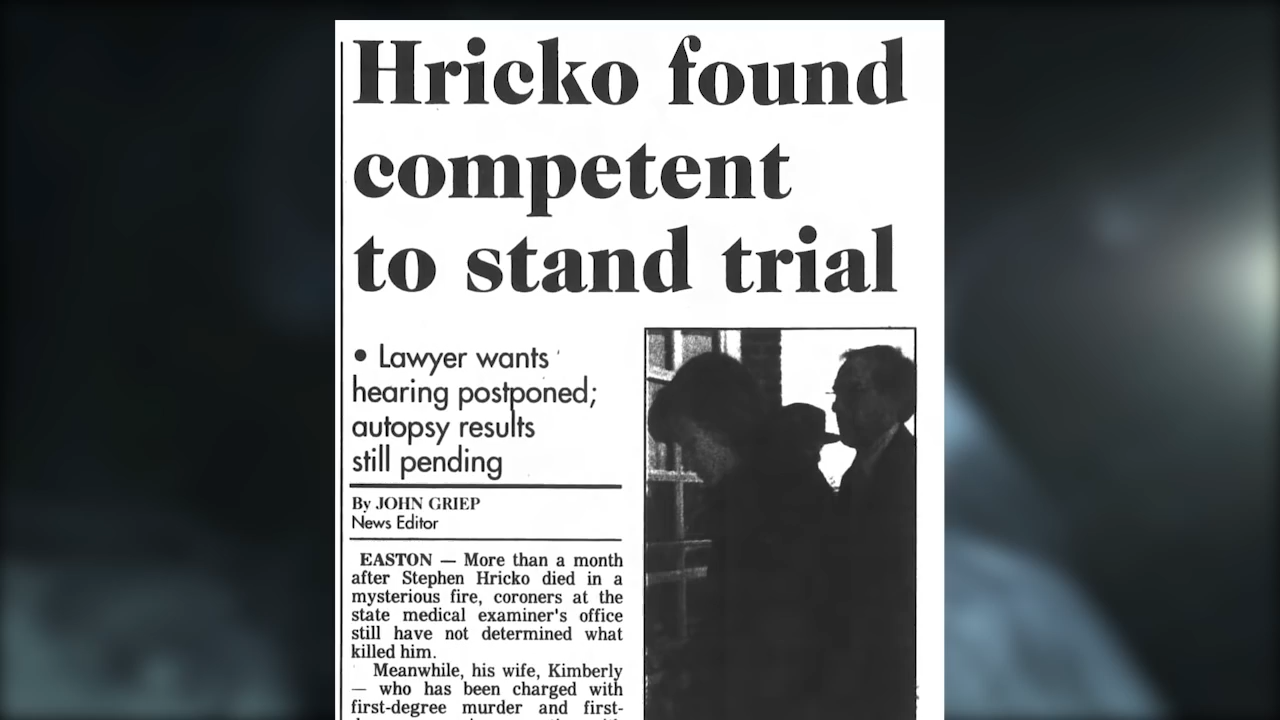 Hricko found
competent
to stand trial
• Lawyer wants
hearing postponed;
autopsy results
still pending
By JOHN GRIEP
News Editor
EASTON — More than a month
after Stephen Hricko died in a
mysterious fire, coroners at the
state medical examiner's office
still have not determined what
killed him.
Meanwhile, his wife, Kimberly
— who has been charged with
first-degree murder and first-